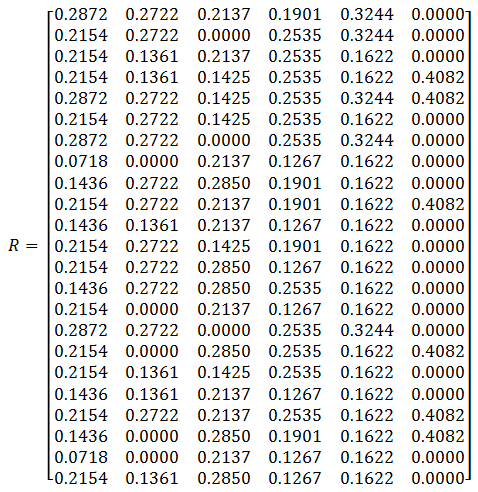 0.2872 0.2722 0.2137 0.1901 0.3244 0.0000
0.2154 0.2722 0.0000 0.2535 0.3244 0.0000
0.2154 0.1361 0.2137 0.2535 0.1622 0.0000
0.2154 0.1361 0.1425 0.2535 0.1622 0.4082
0.2872 0.2722 0.1425 0.2535 0.3244 0.4082
0.2154 0.2722 0.1425 0.2535 0.1622 0.0000
0.2872 0.2722 0.0000 0.2535 0.3244 0.0000
0.0718 0.0000 0.2137 0.1267 0.1622 0.0000
0.1436 0.2722 0.2850 0.1901 0.1622 0.0000
0.2154 0.2722 0.2137 0.1901 0.1622 0.4082
0.1436 0.1361 0.2137 0.1267 0.1622 0.0000
R = 0.2154 0.2722 0.1425 0.1901 0.1622 0.0000
0.2154 0.2722 0.2850 0.1267 0.1622 0.0000
0.1436 0.2722 0.2850 0.2535 0.1622 0.0000
0.2154 0.0000 0.2137 0.1267 0.1622 0.0000
0.2872 0.2722 0.0000 0.2535 0.3244 0.0000
0.2154 0.0000 0.2850 0.2535 0.1622 0.4082
0.2154 0.1361 0.1425 0.2535 0.1622 0.0000
0.1436 0.1361 0.2137 0.1267 0.1622 0.0000
0.2154 0.2722 0.2137 0.2535 0.1622 0.4082
0.1436 0.0000 0.2850 0.1901 0.1622 0.4082
0.0718 0.0000 0.2137 0.1267 0.1622 0.0000
0.2154 0.1361 0.2850 0.1267 0.1622 0.0000